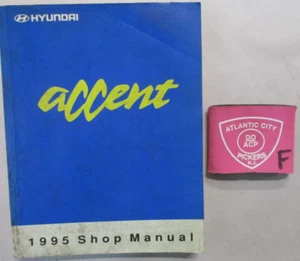 HYUNDAI
accent
1995 Shop Manual
ATLANTIC CITY
DO
ACP
PICKERS
N.J.
F